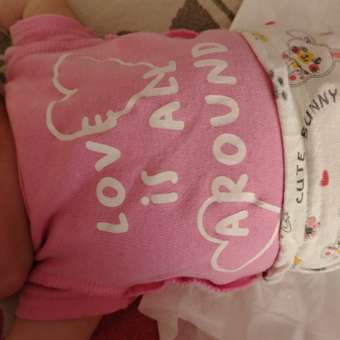 LOVE
is ALL
AROUND
CUTE BUNNY